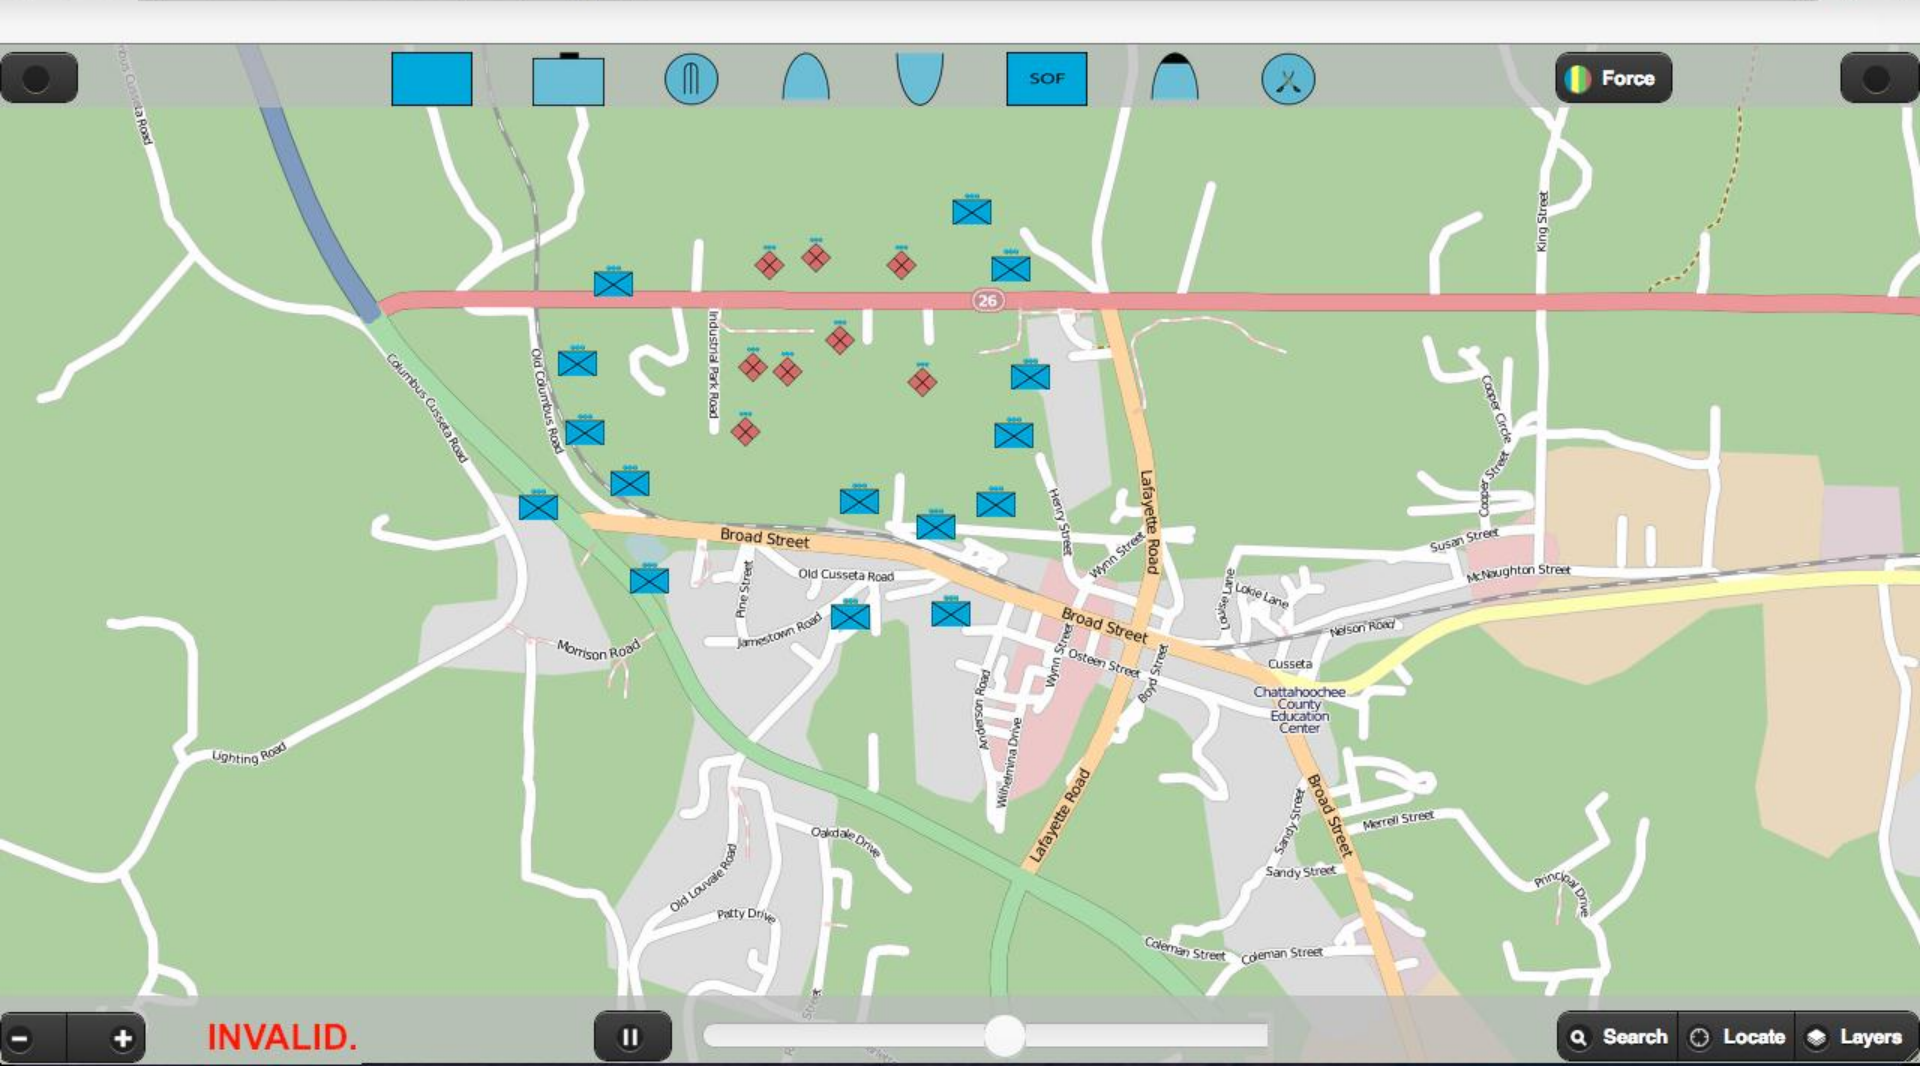 SOF
Force
Columbus Cusseta Road
King Street
26
Industrial Park Road
Old Columbus Road
Columbus Cusseta Road
Cooper Circle
Cooper Street
Henry Street
Lafayette Road
Broad Street
Wynn Street
Susan Street
Old Cusseta Road
McNaughton Street
Pine Street
Louise Lane
Lokie Lane
Jamestown Road
Broad Street
Nelson Road
Morrison Road
Wynn Street
Osteen Street
Boyd Street
Cusseta
Anderson Road
Chattahoochee
County
Education
Center
Lighting Road
Wilhelmina Drive
Lafayette Road
Broad Street
Sandy Street
Merrell Street
Oakdale Drive
Old Louvale Road
Sandy Street
Principal Drive
Patty Drive
Coleman Street
Coleman Street
Street
INVALID.
Search
Locate
Layers